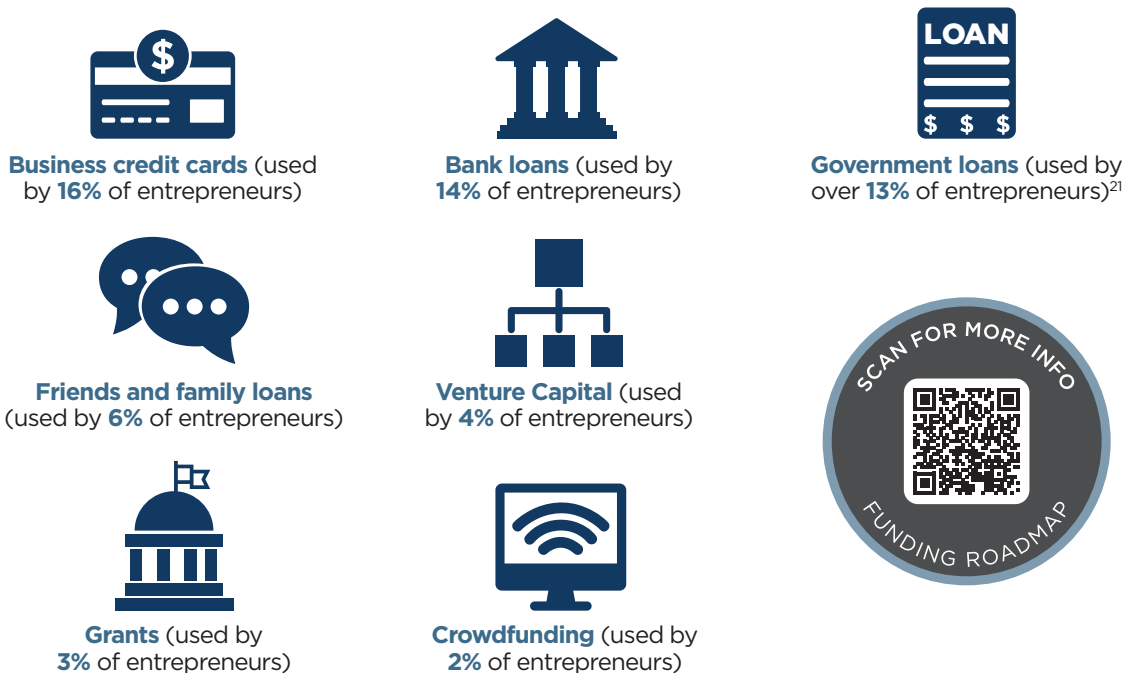 LOAN
$
$ $ $
Business credit cards (used
by 16% of entrepreneurs)
Bank loans (used by
14% of entrepreneurs)
Government loans (used by
over 13% of entrepreneurs)21
Friends and family loans
(used by 6% of entrepreneurs)
Venture Capital (used
by 4% of entrepreneurs)
SCAN FOR MORE INFO
FUNDING ROADMAP
Grants (used by
3% of entrepreneurs)
Crowdfunding (used by
2% of entrepreneurs)